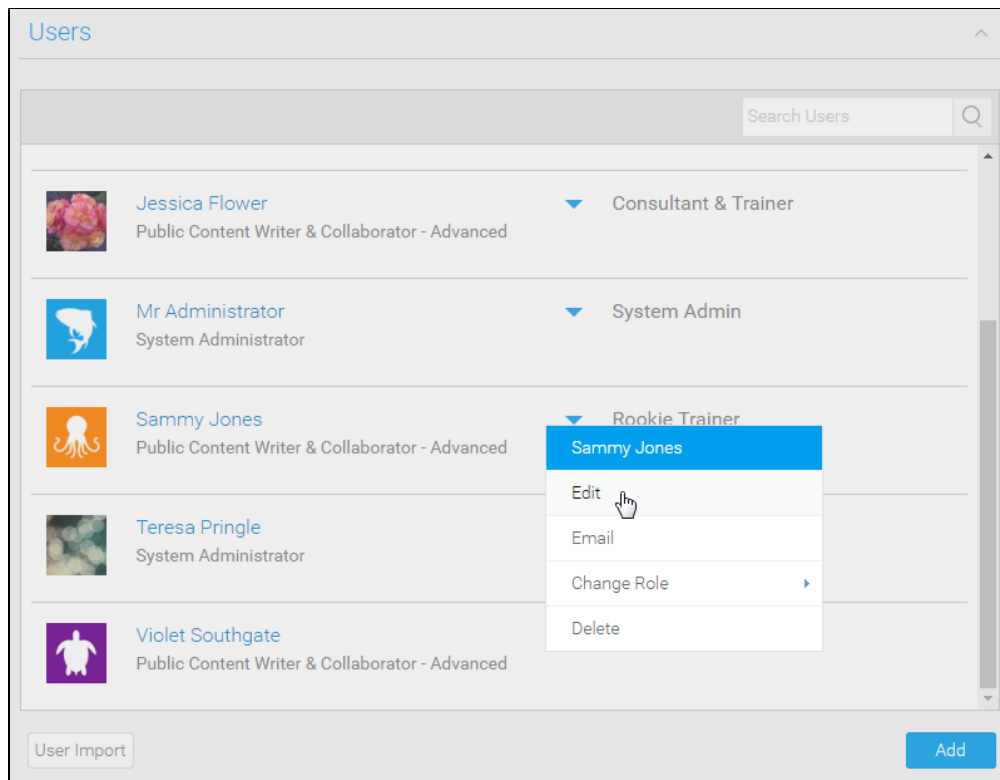 Users
Search Users
Jessica Flower
Consultant & Trainer
Public Content Writer & Collaborator - Advanced
Mr Administrator
System Admin
System Administrator
Sammy Jones
Rookie Trainer
Public Content Writer & Collaborator - Advanced
Sammy Jones
Edit
Email
Change Role
Delete
Teresa Pringle
System Administrator
Violet Southgate
Public Content Writer & Collaborator - Advanced
User Import
Add